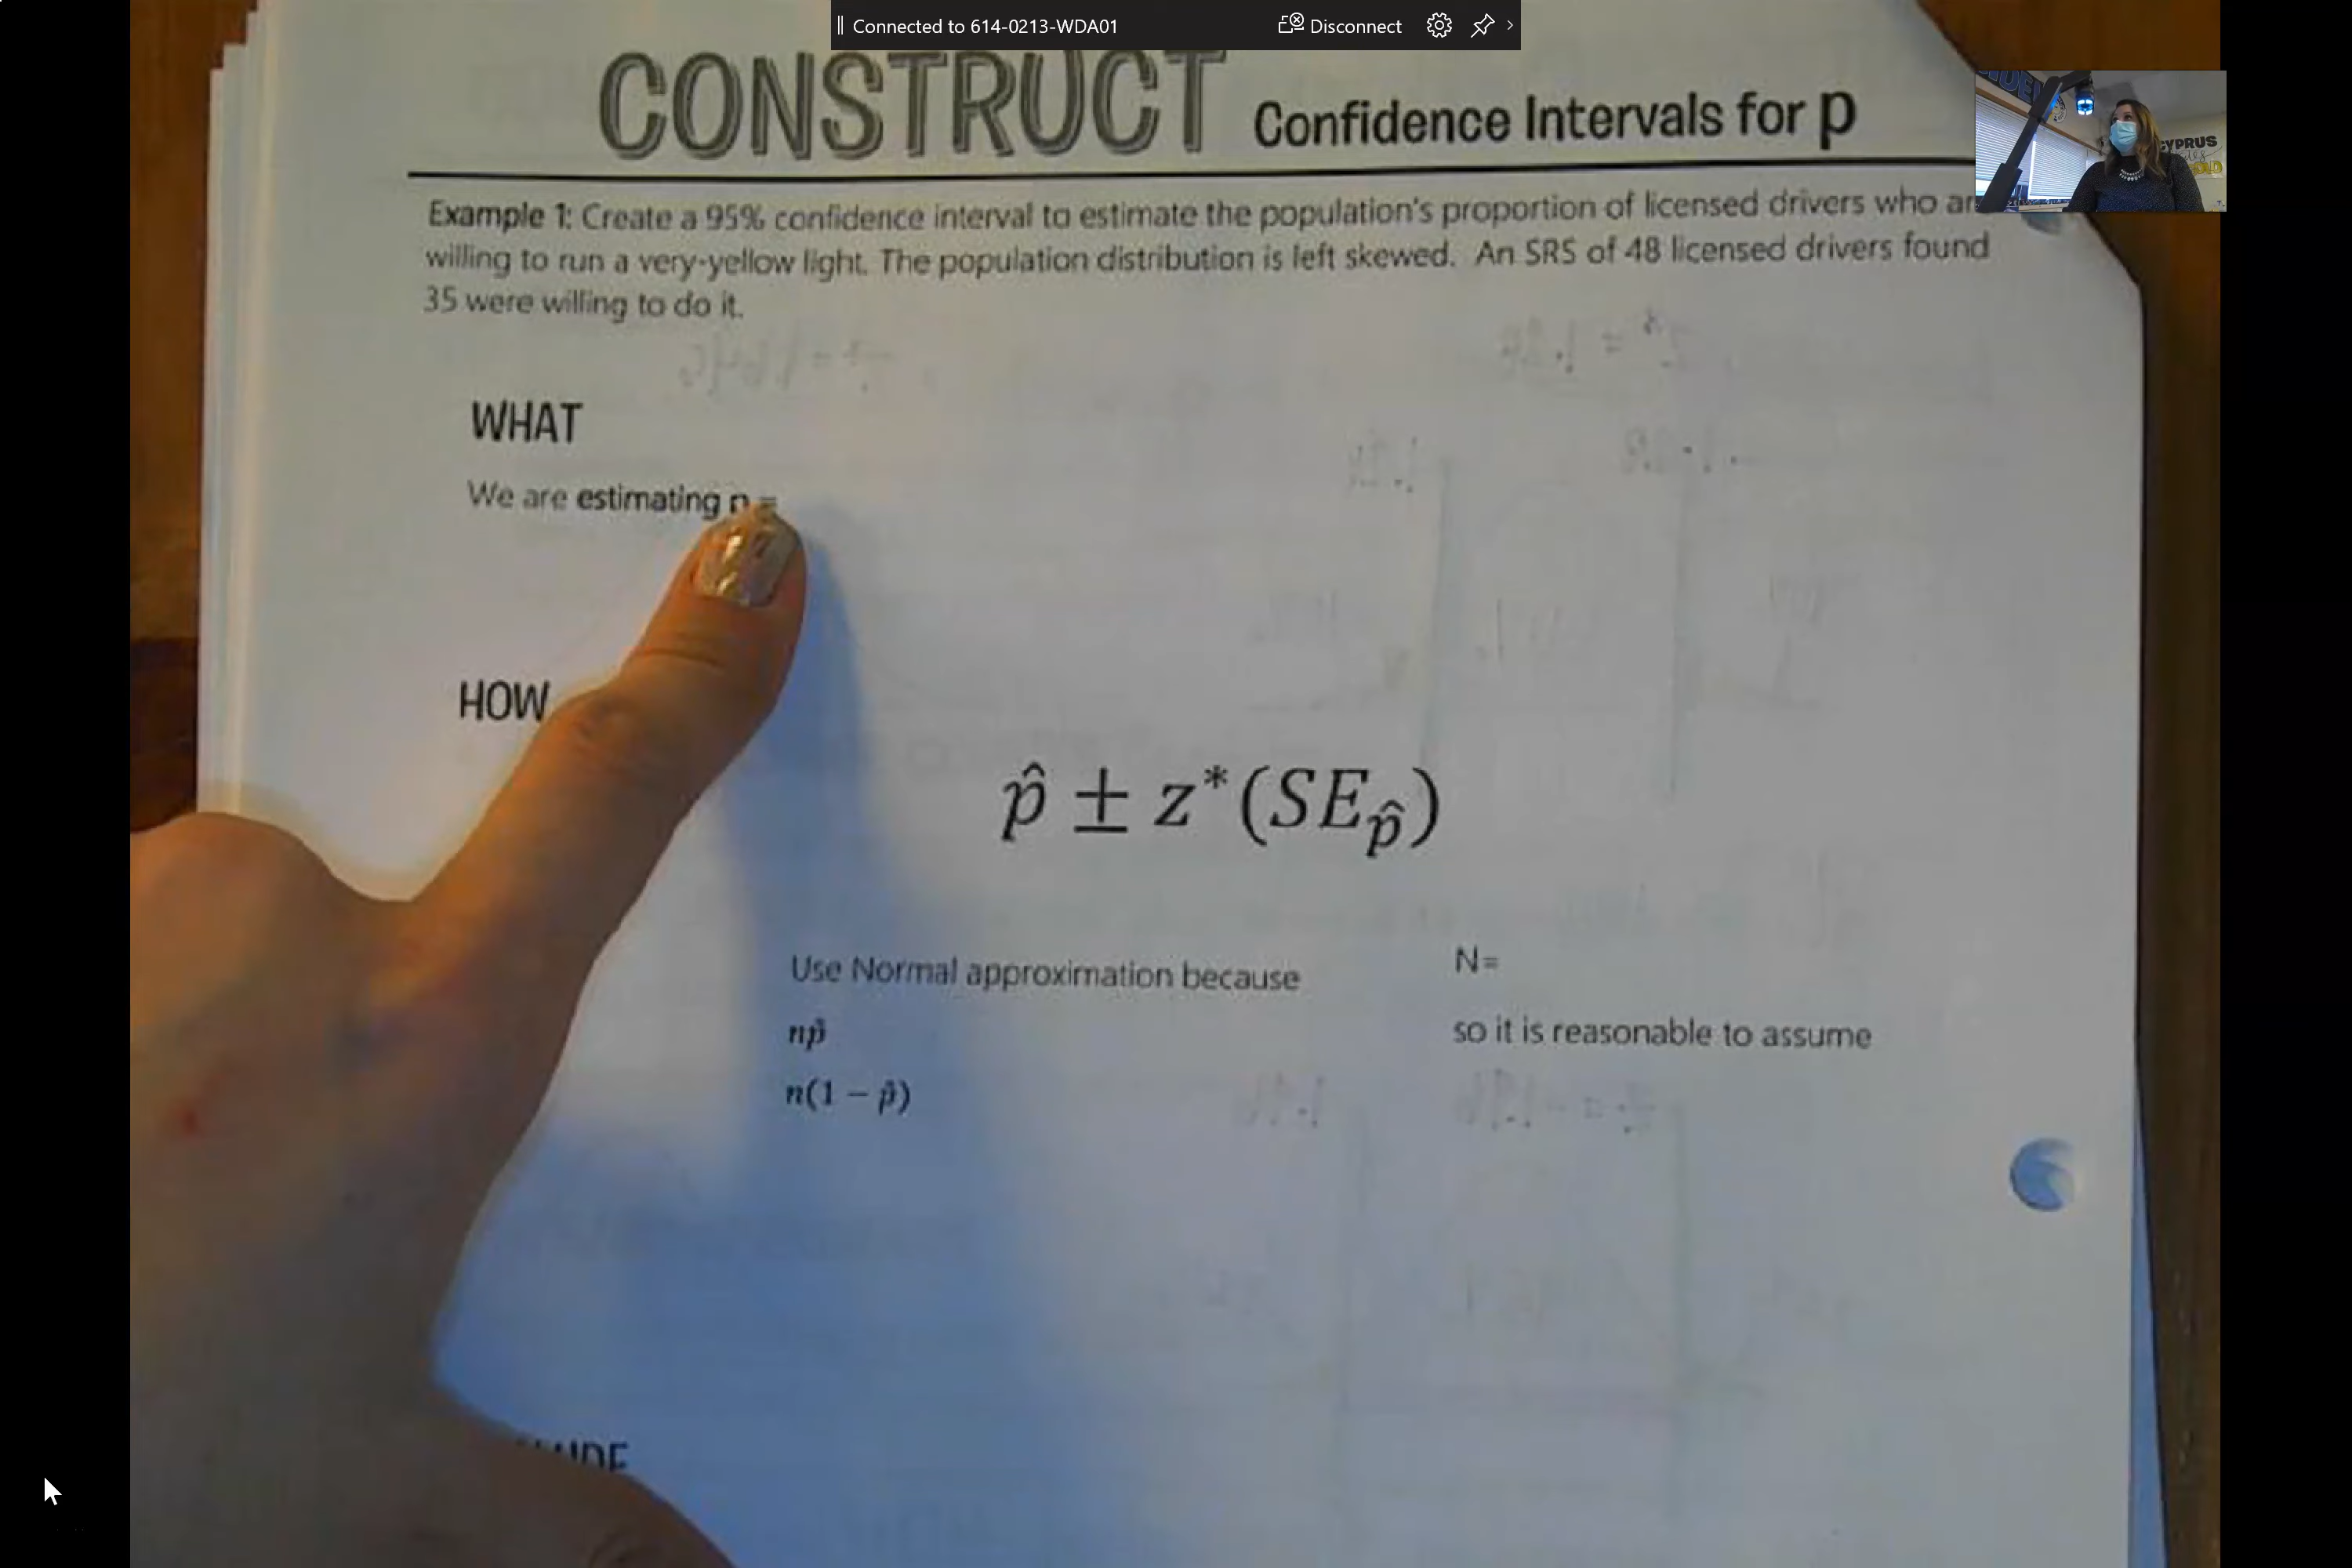 Connected to 614-0213-WDA01 Disconnect
CONSTRUCT Confidence Intervals for p
CYPRUS
Example 1: Create a 95% confidence interval to estimate the population's proportion of licensed drivers who
willing to run a very-yellow light. The population distribution is left skewed. An SRS of 48 licensed drivers found
35 were willing to do it.
WHAT
We are estimating p =
HOW
p̂ ± z*(SE_p̂)
Use Normal approximation because
np̂
n(1 − p̂)
N=
so it is reasonable to assume